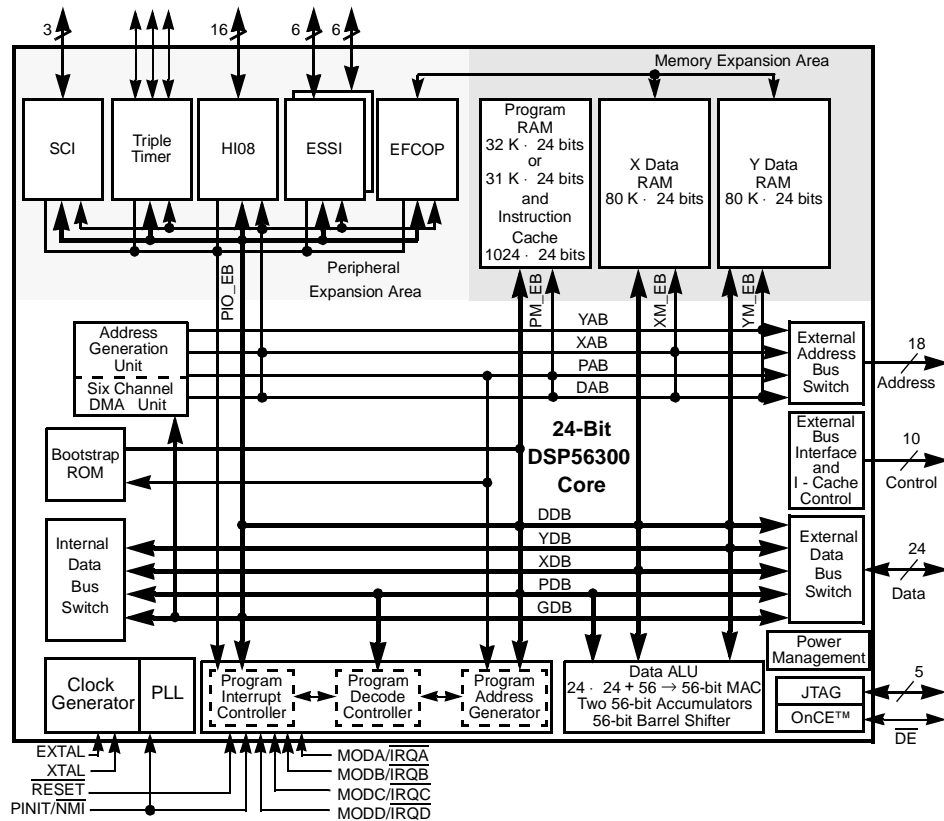 3
16
6
6
Memory Expansion Area
SCI
Triple
Timer
HI08
ESSI
EFCOP
Program
RAM
32 K · 24 bits
or
31 K · 24 bits
and
Instruction
Cache
1024 · 24 bits
X Data
RAM
80 K · 24 bits
Y Data
RAM
80 K · 24 bits
Peripheral
Expansion Area
PIO_EB
PM_EB
XM_EB
YM_EB
Address
Generation
Unit
Six Channel
DMA Unit
YAB
XAB
PAB
DAB
External
Address
Bus
Switch
18
Address
24-Bit
DSP56300
Core
Bootstrap
ROM
External
Bus
Interface
and
I - Cache
Control
10
Control
DDB
YDB
XDB
PDB
GDB
Internal
Data
Bus
Switch
External
Data
Bus
Switch
24
Data
Power
Management
Clock
Generator
PLL
Program
Interrupt
Controller
Program
Decode
Controller
Program
Address
Generator
Data ALU
24 · 24 + 56 → 56-bit MAC
Two 56-bit Accumulators
56-bit Barrel Shifter
JTAG
OnCE™
5
DE
EXTAL
XTAL
RESET
PINIT/NMI
MODA/IRQA
MODB/IRQB
MODC/IRQC
MODD/IRQD